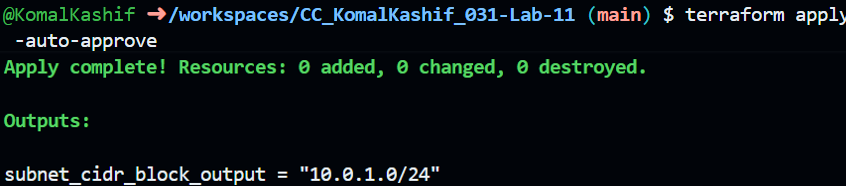 @KomalKashif ➜/workspaces/CC_KomalKashif_031-Lab-11 (main) $ terraform apply
-auto-approve
Apply complete! Resources: 0 added, 0 changed, 0 destroyed.
Outputs:
subnet_cidr_block_output = "10.0.1.0/24"